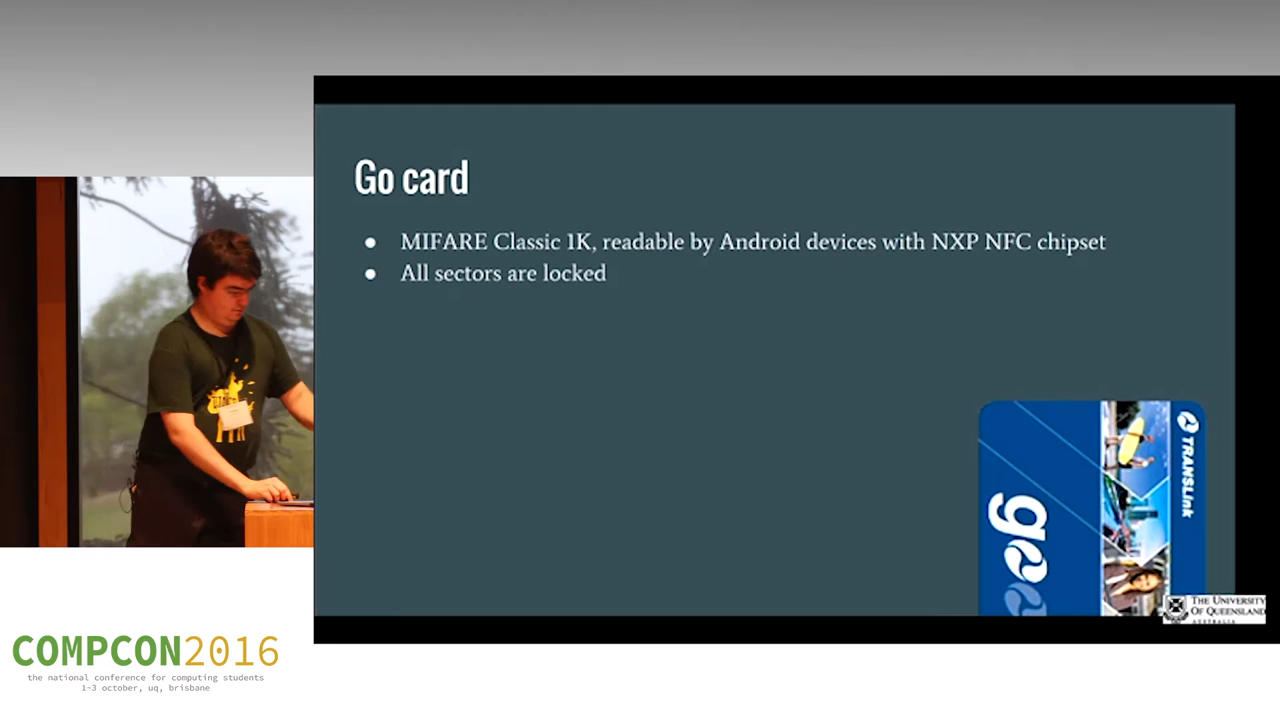 Go card
● MIFARE Classic 1K, readable by Android devices with NXP NFC chipset
● All sectors are locked
TRANSLink
go
THE UNIVERSITY
OF QUEENSLAND
AUSTRALIA
COMPCON2016
the national conference for computing students
1-3 october, uq, brisbane